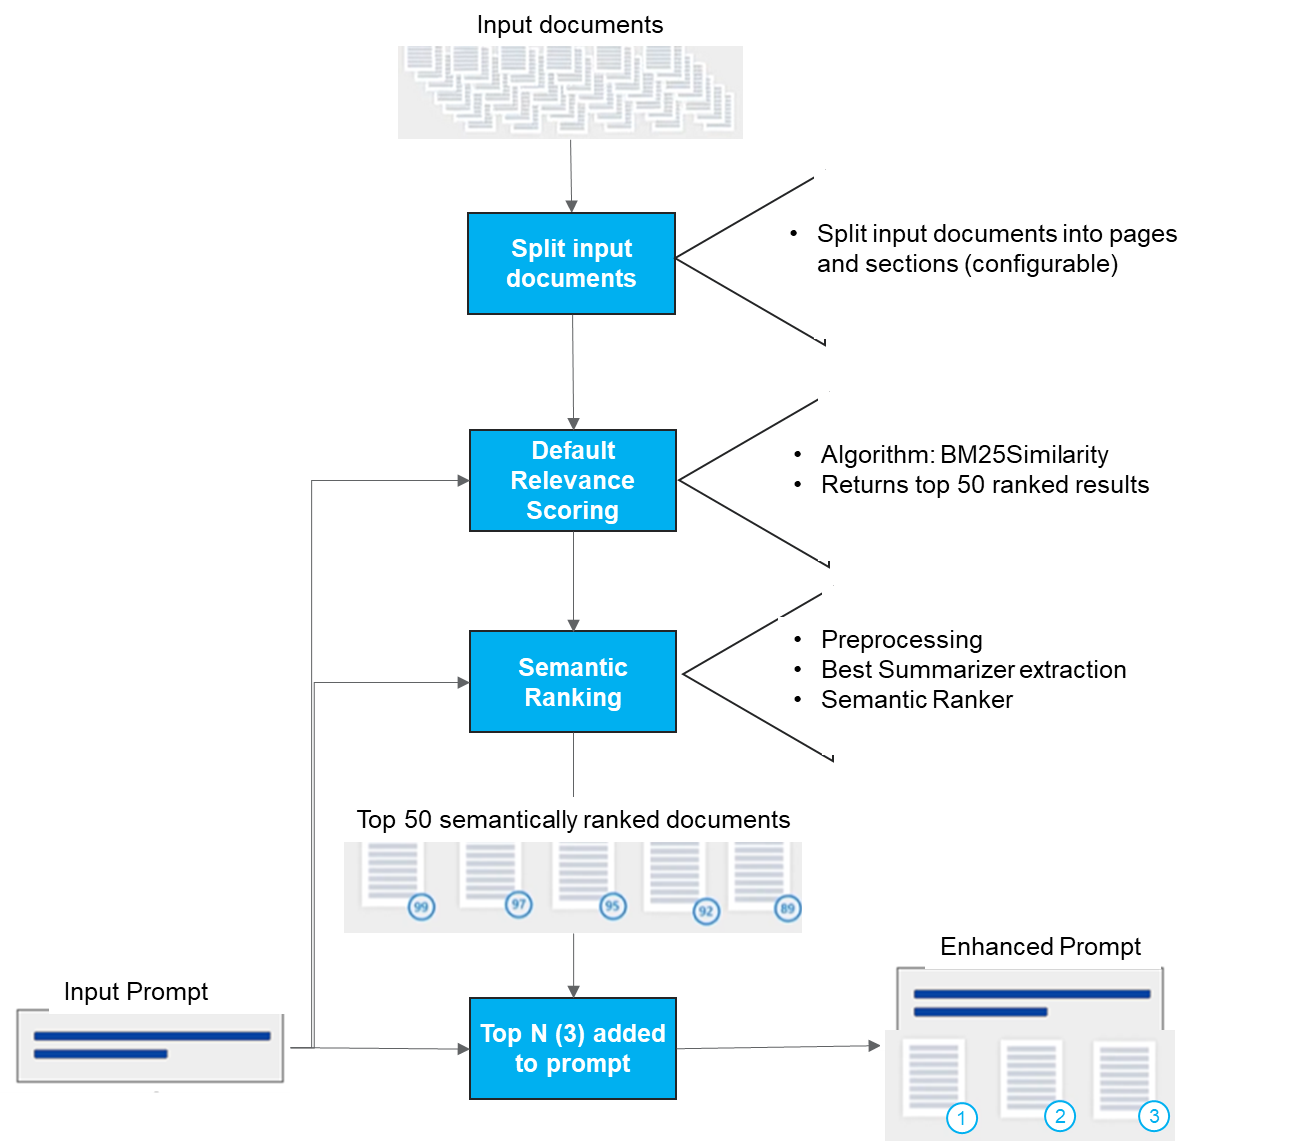 Input documents
Split input
documents
• Split input documents into pages
and sections (configurable)
Default
Relevance
Scoring
• Algorithm: BM25Similarity
• Returns top 50 ranked results
Semantic
Ranking
• Preprocessing
• Best Summarizer extraction
• Semantic Ranker
Top 50 semantically ranked documents
99 97 95 92 89
Input Prompt
Top N (3) added
to prompt
Enhanced Prompt
1 2 3